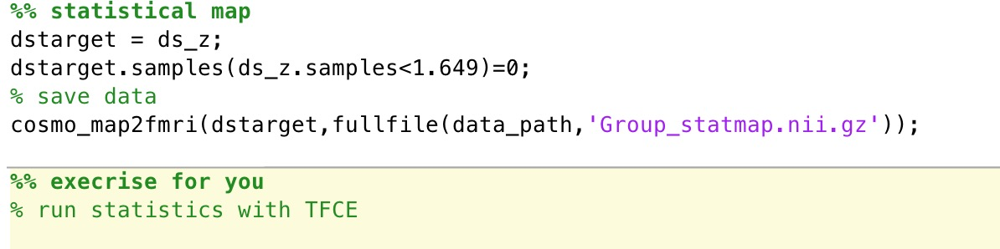 %% statistical map
dstarget = ds_z;
dstarget.samples(ds_z.samples<1.649)=0;
% save data
cosmo_map2fmri(dstarget,fullfile(data_path,'Group_statmap.nii.gz'));
%% execrise for you
% run statistics with TFCE